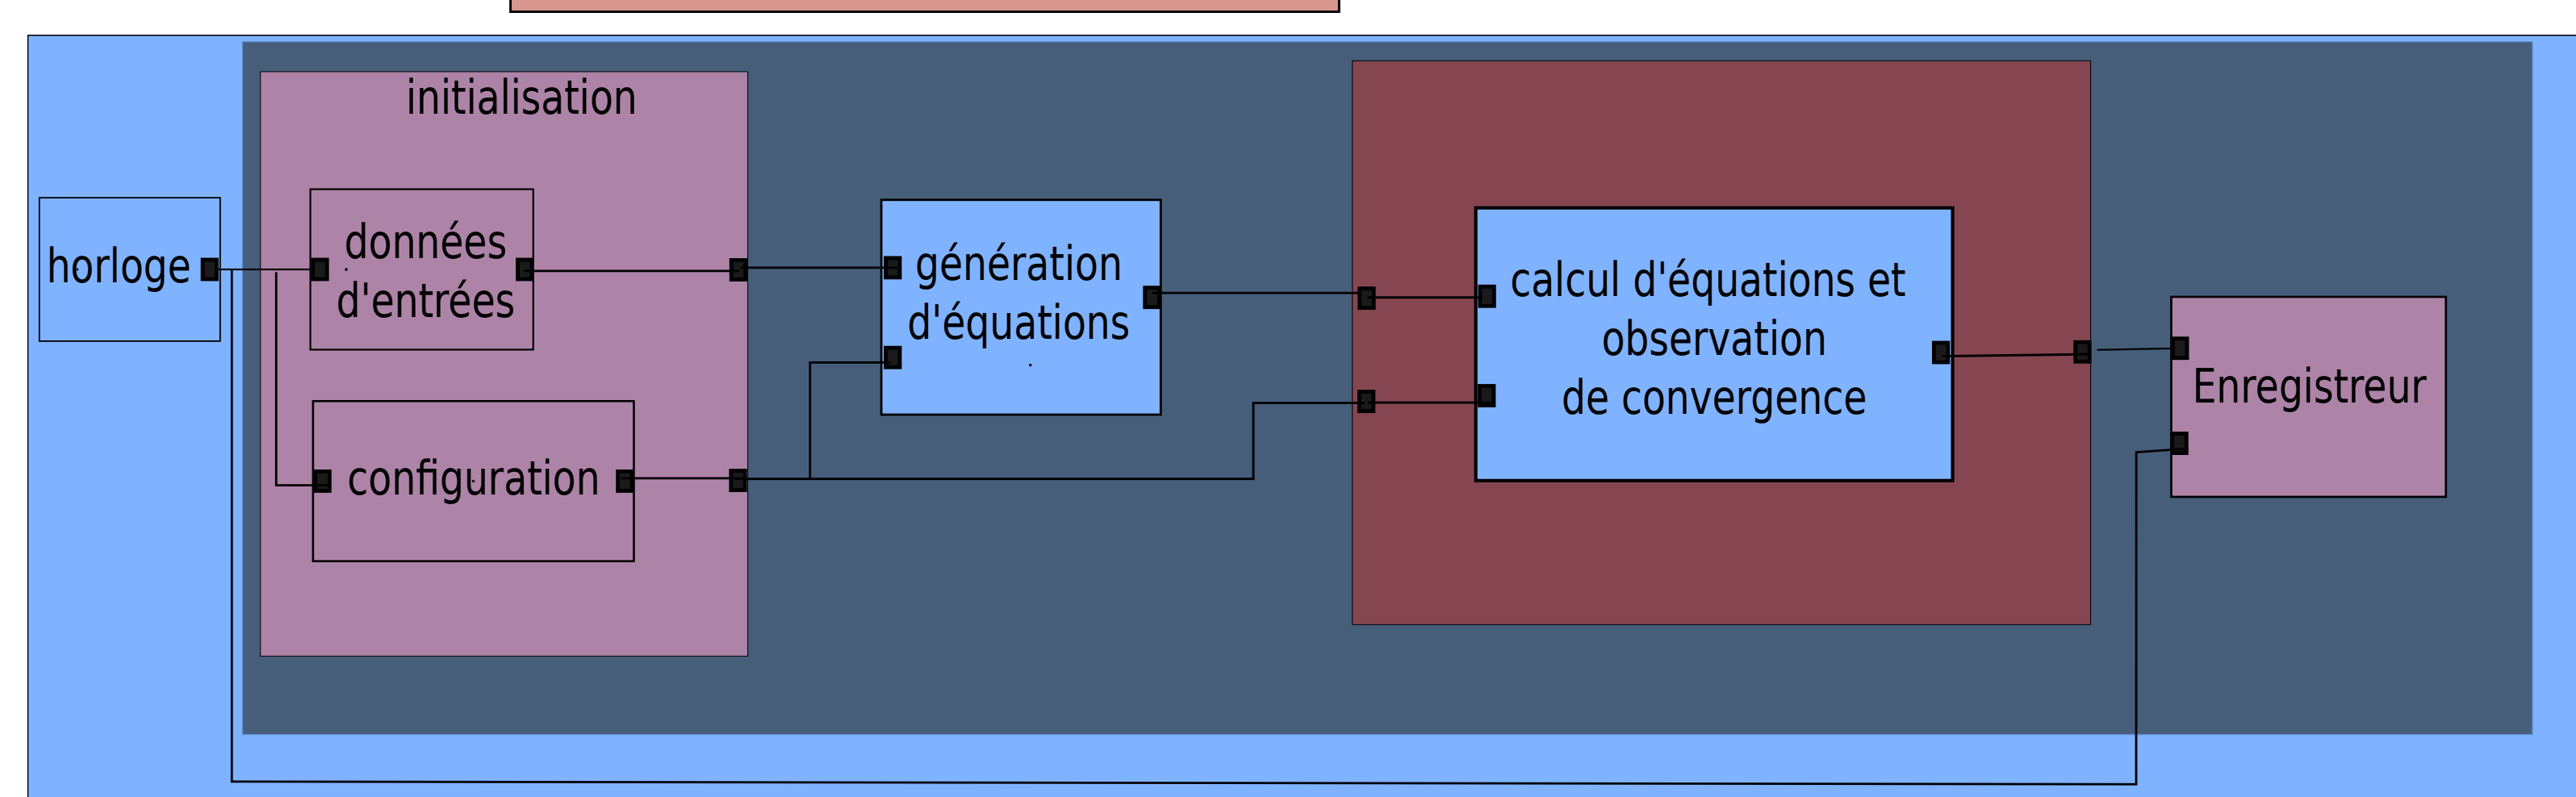 initialisation
horloge
données
d'entrées
configuration
génération
d'équations
calcul d'équations et
observation
de convergence
Enregistreur